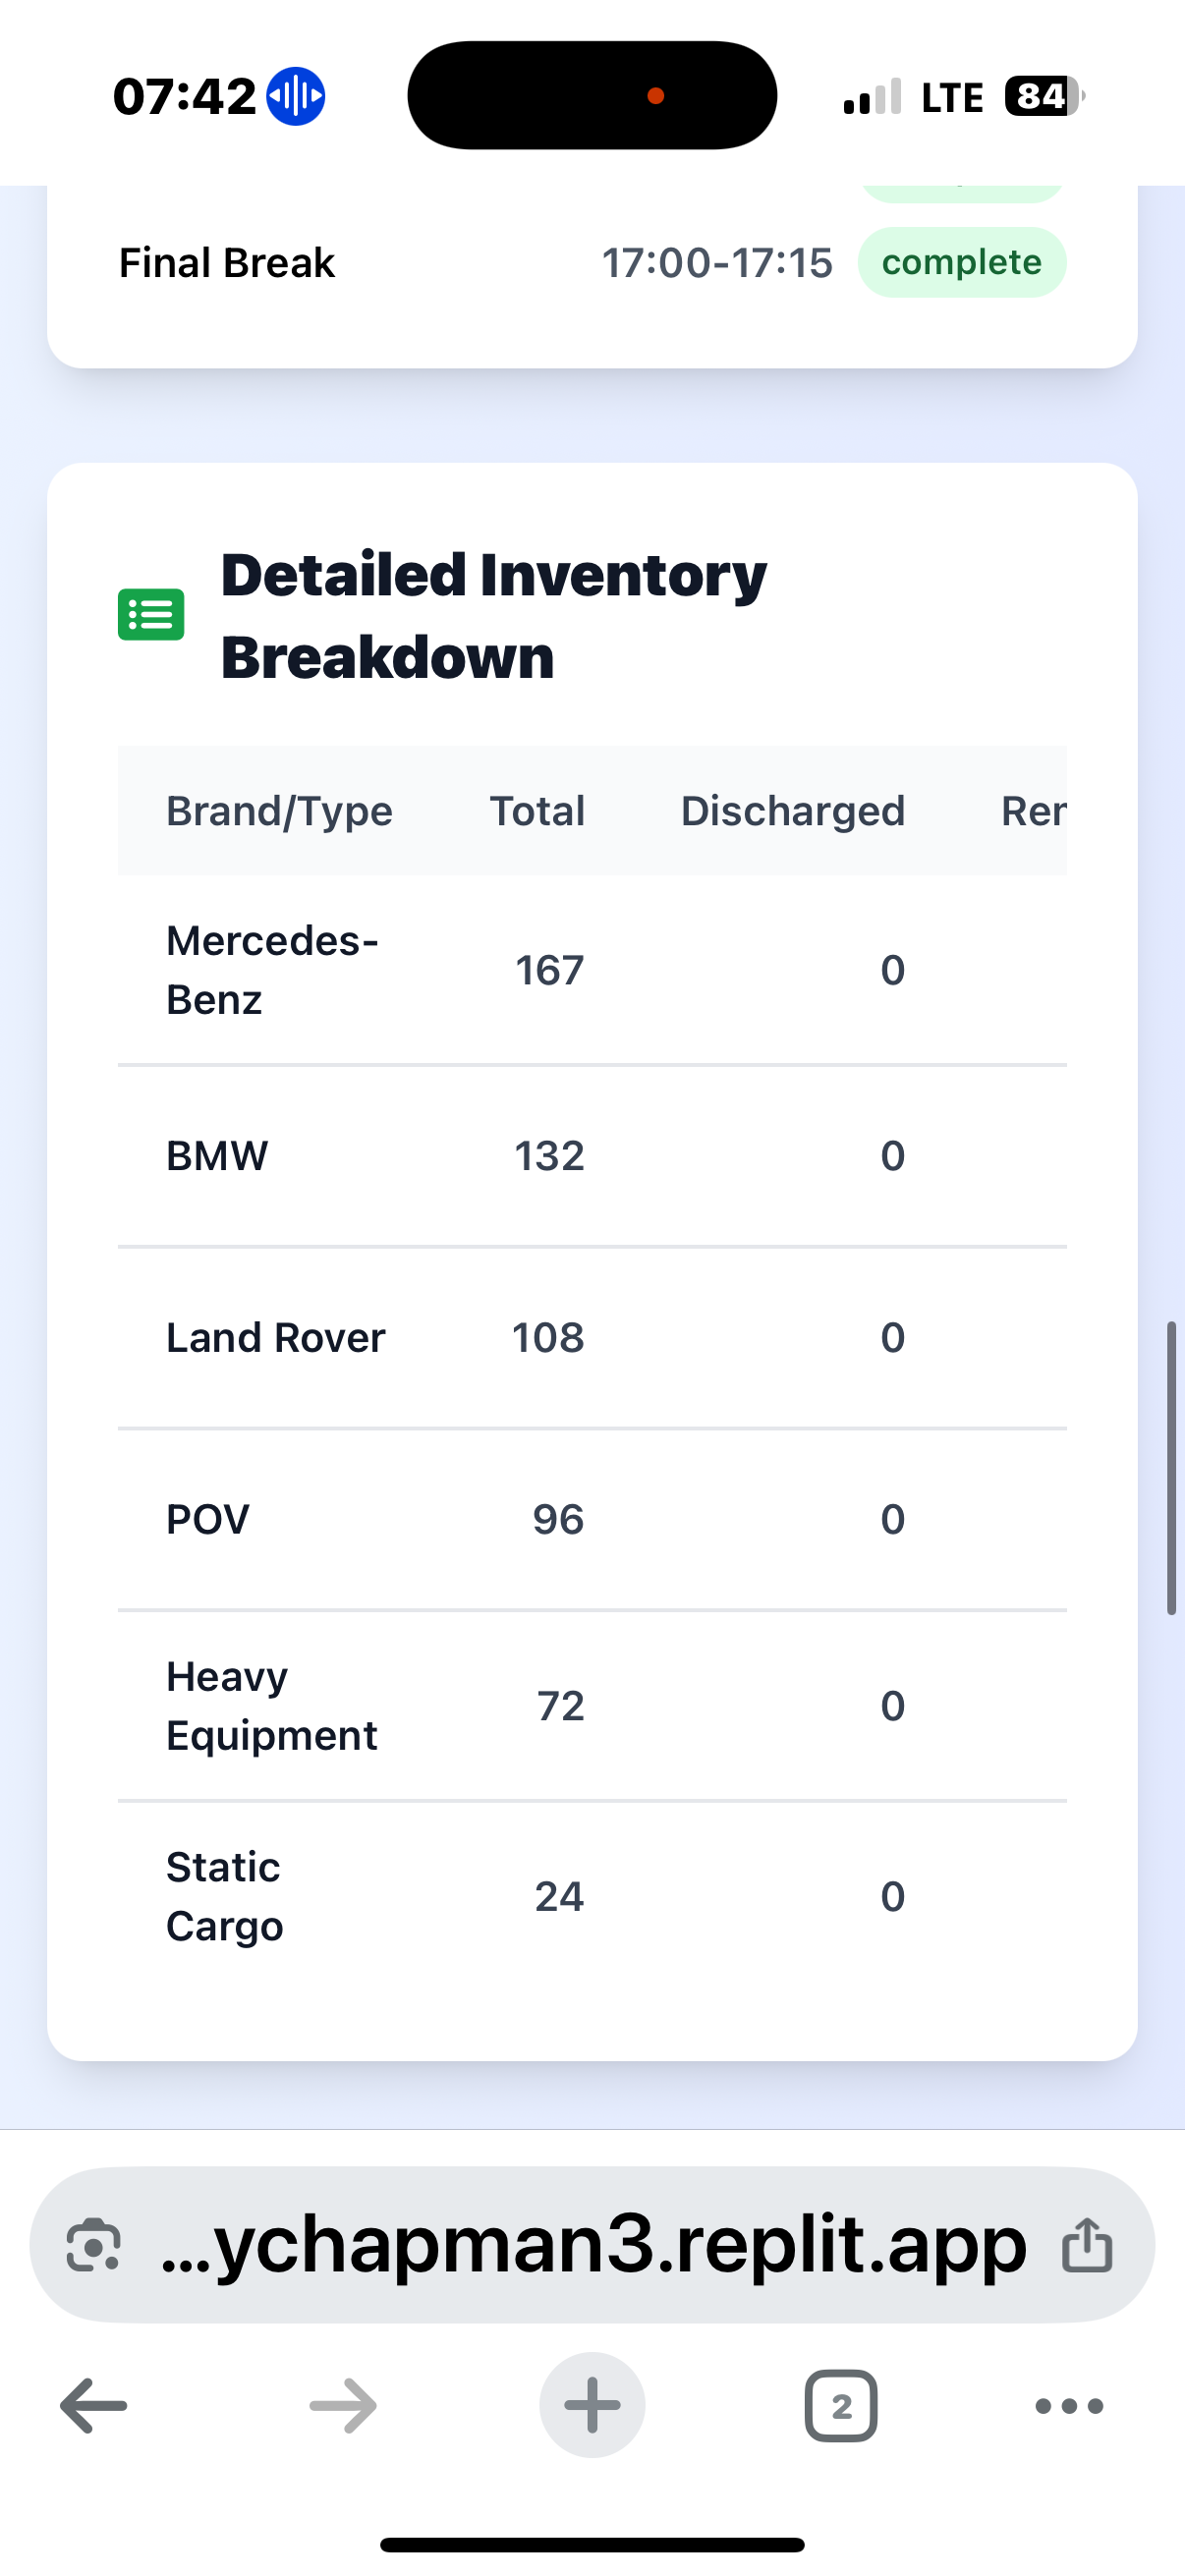 07:42 LTE 84
Final Break 17:00-17:15 complete
Detailed Inventory
Breakdown
Brand/Type Total Discharged
Mercedes-
Benz 167 0
BMW 132 0
Land Rover 108 0
POV 96 0
Heavy
Equipment 72 0
Static
Cargo 24 0
...ychapman3.replit.app
2